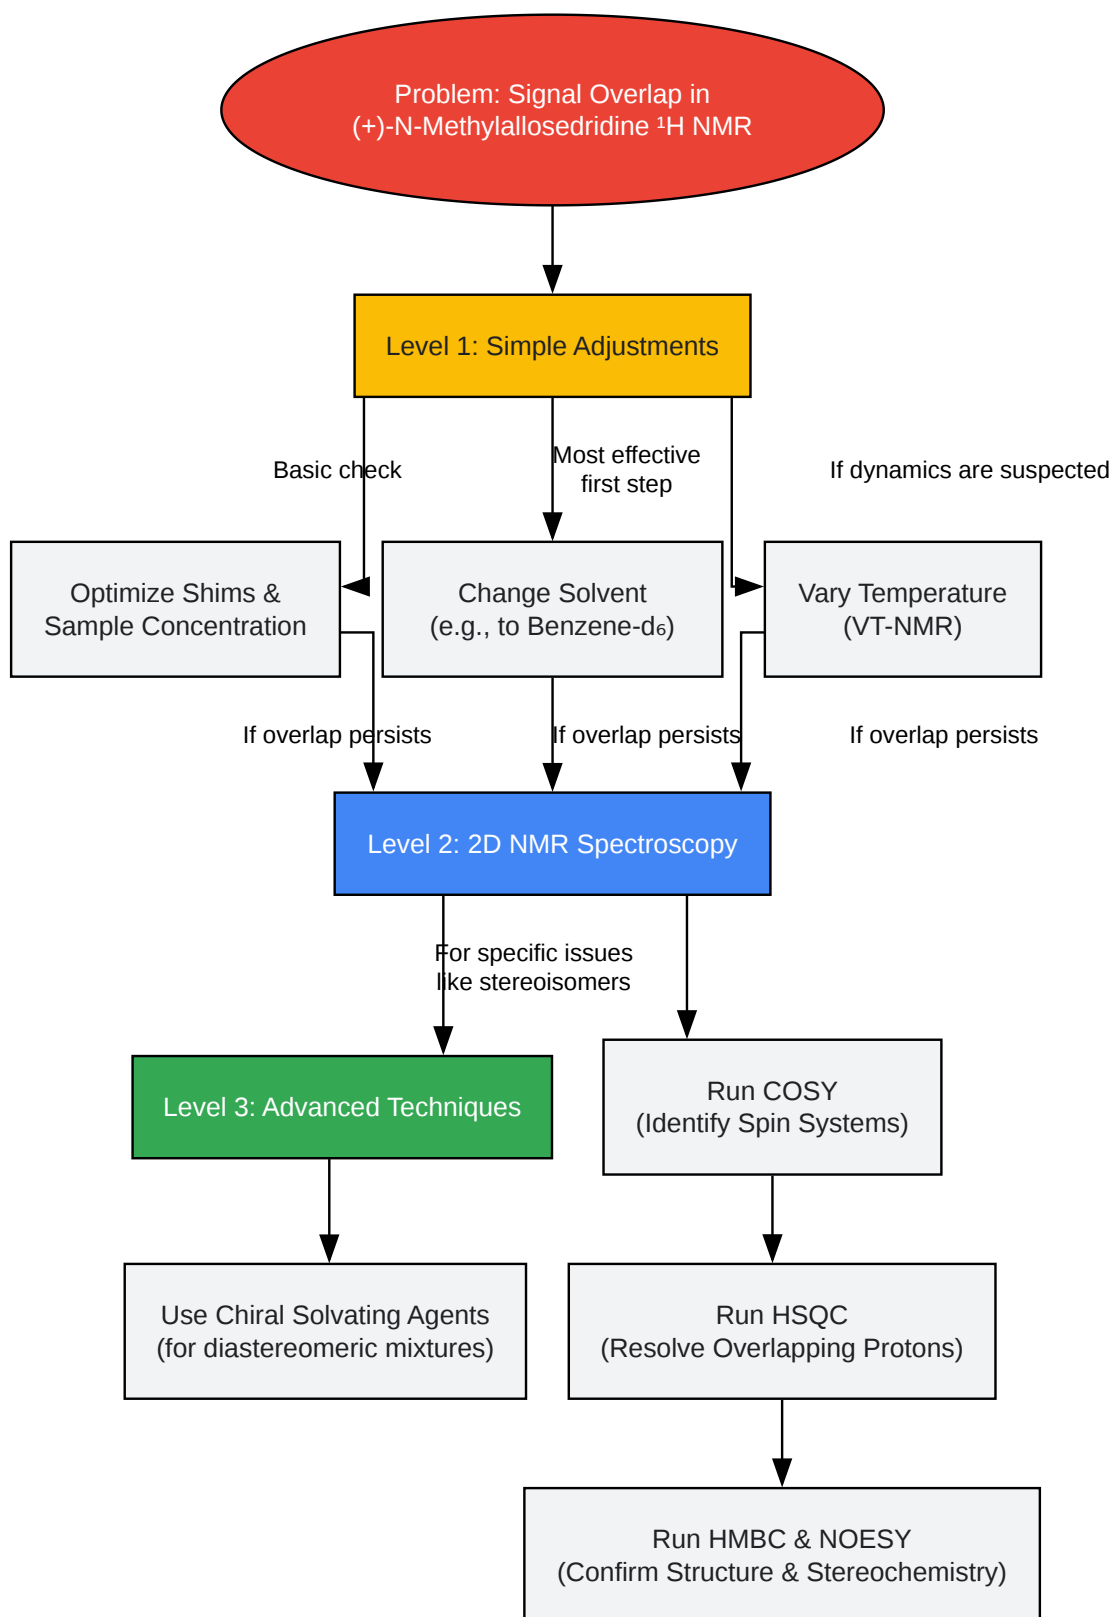 Problem: Signal Overlap in
(+)-N-Methylallosedridine ¹H NMR
Level 1: Simple Adjustments
Basic check
Most effective
first step
If dynamics are suspected
Optimize Shims &
Sample Concentration
Change Solvent
(e.g., to Benzene-d₆)
Vary Temperature
(VT-NMR)
If overlap persists
If overlap persists
If overlap persists
Level 2: 2D NMR Spectroscopy
For specific issues
like stereoisomers
Level 3: Advanced Techniques
Run COSY
(Identify Spin Systems)
Use Chiral Solvating Agents
(for diastereomeric mixtures)
Run HSQC
(Resolve Overlapping Protons)
Run HMBC & NOESY
(Confirm Structure & Stereochemistry)